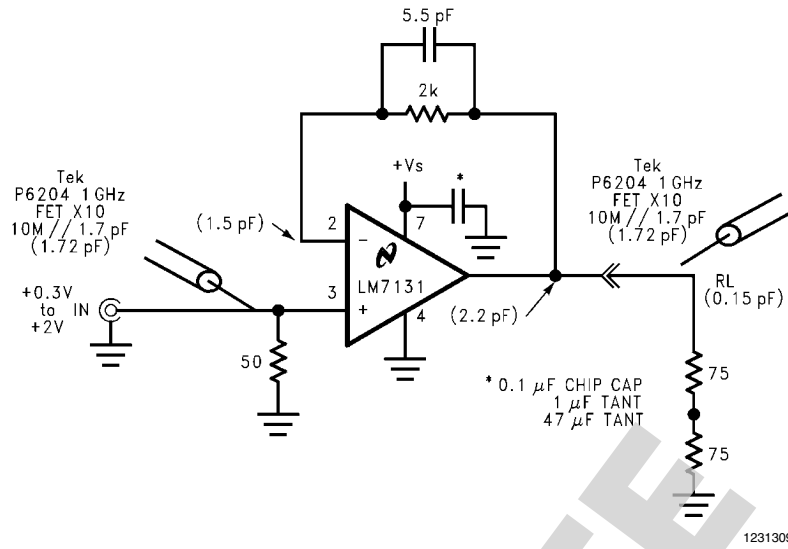 5.5 pF
2k
+Vs
*
Tek
P6204 1GHz
FET X10
10M // 1.7 pF
(1.72 pF)
(1.5 pF)
2
−
7
LM7131
3
+
4
+0.3V
to
+2V
IN
50
(2.2 pF)
Tek
P6204 1GHz
FET X10
10M // 1.7 pF
(1.72 pF)
RL
(0.15 pF)
75
75
* 0.1 μF CHIP CAP
1 μF TANT
47 μF TANT